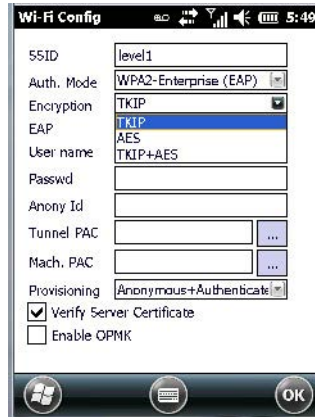 Wi-Fi Config 5:49
SSID level1
Auth. Mode WPA2-Enterprise (EAP)
Encryption TKIP
EAP TKIP
AES
User name TKIP+AES
Passwd
Anony Id
Tunnel PAC ...
Mach. PAC ...
Provisioning Anonymous+Authenticate
Verify Server Certificate
Enable OPMK
OK